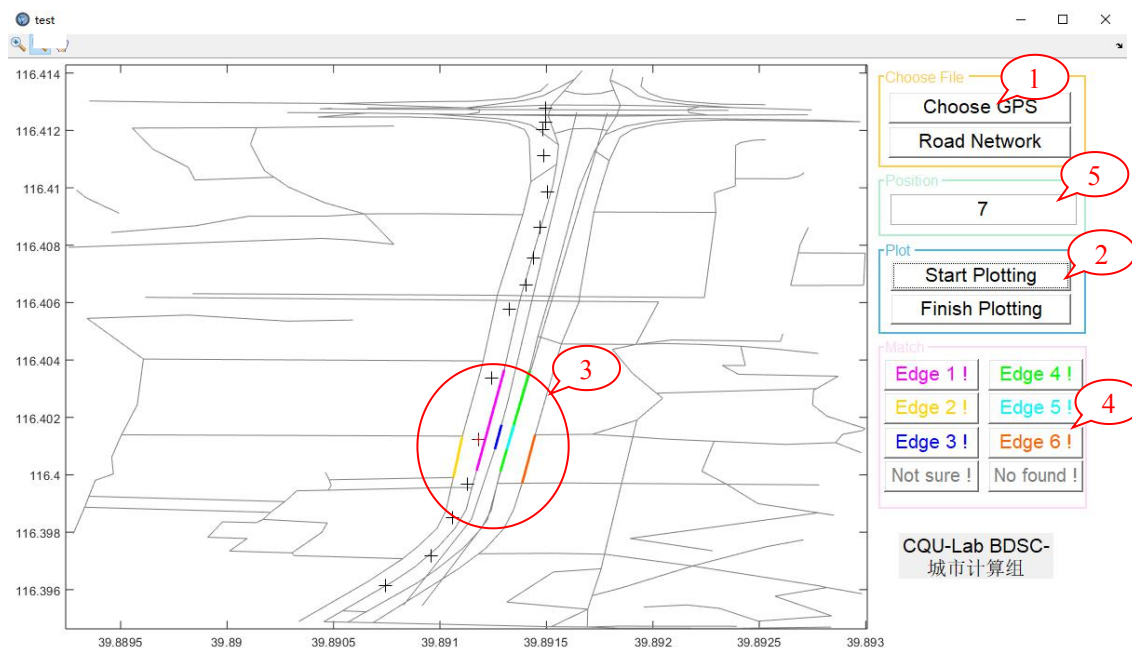 test
116.414
116.412
116.41
116.408
116.406
116.404
116.402
116.4
116.398
116.396
39.8895
39.89
39.8905
39.891
39.8915
39.892
39.8925
39.893
3
Choose File
1
Choose GPS
Road Network
Position
5
7
Plot
2
Start Plotting
Finish Plotting
Match
Edge 1 !
Edge 4 !
Edge 2 !
Edge 5 !
4
Edge 3 !
Edge 6 !
Not sure !
No found !
CQU-Lab BDSC-
城市计算组